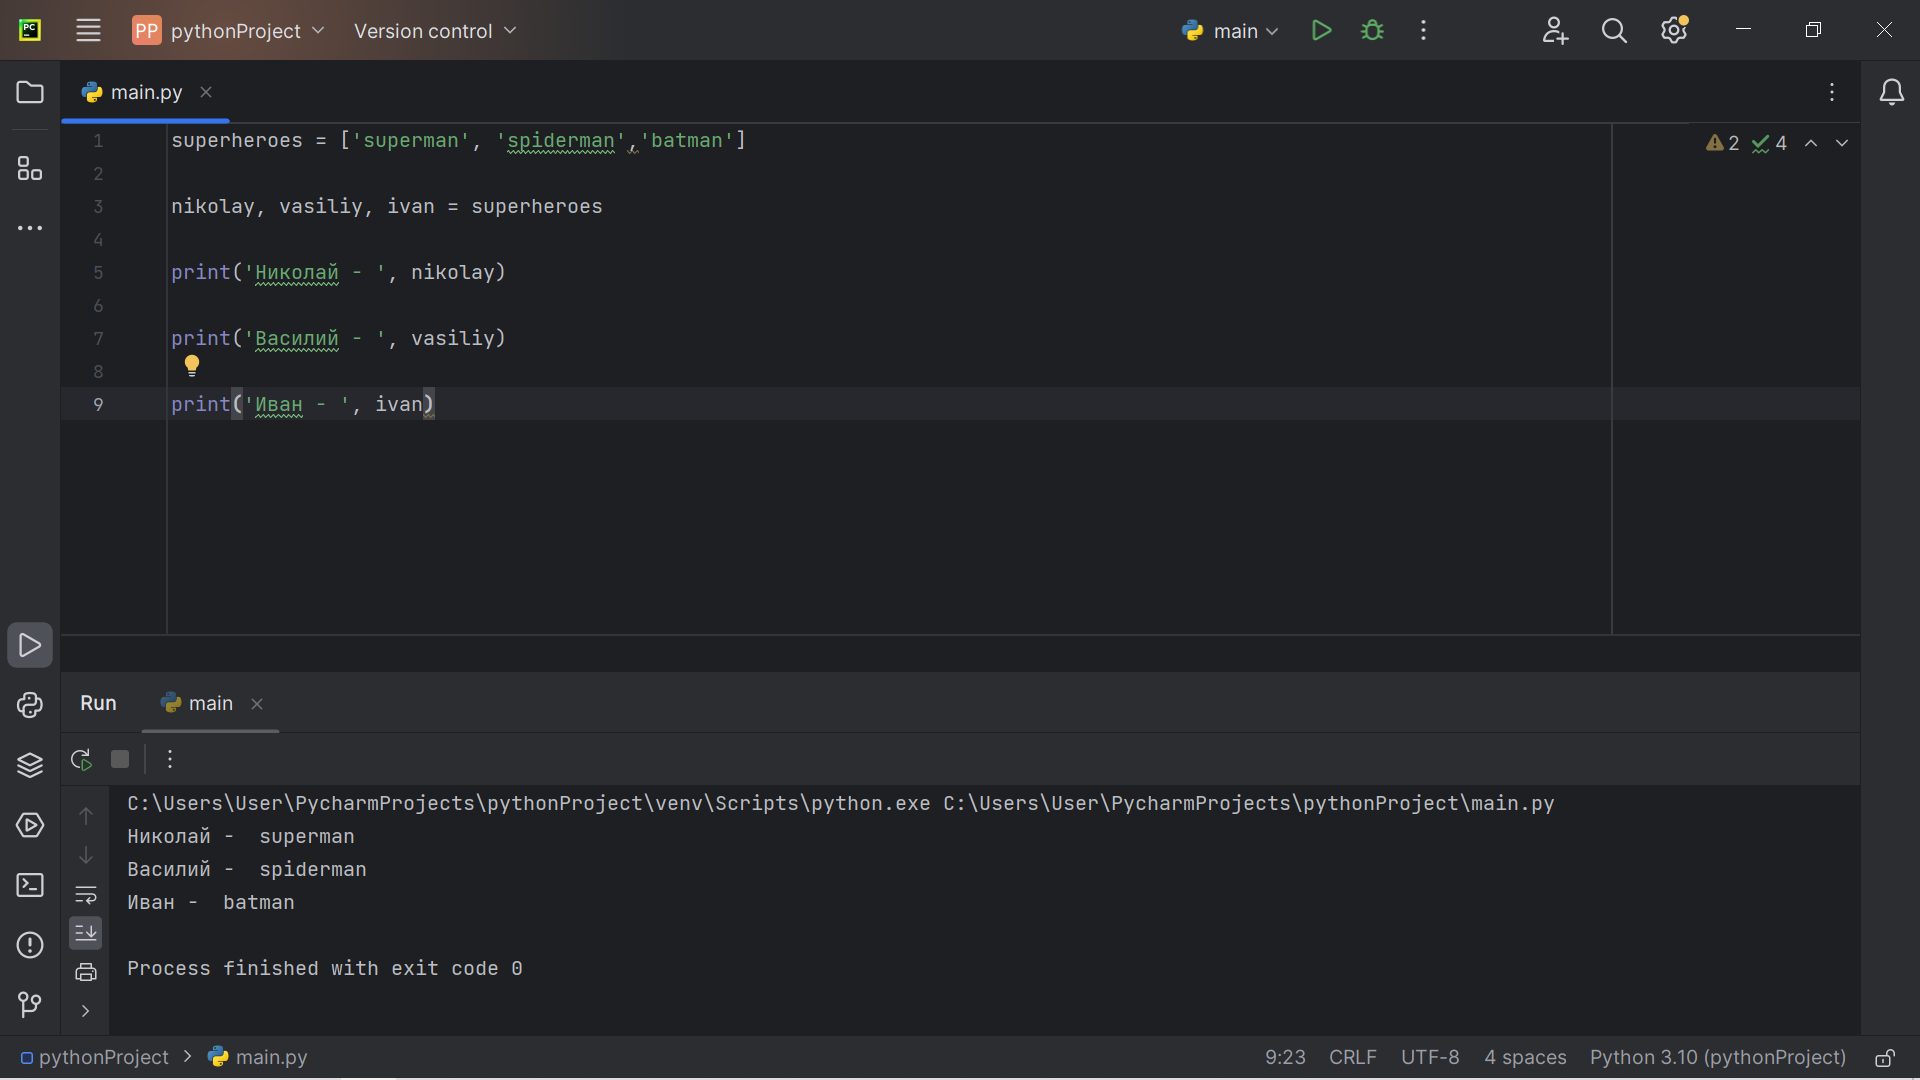 PC PP pythonProject Version control main
main.py
1 superheroes = ['superman', 'spiderman','batman'] 2 4
2
3 nikolay, vasiliy, ivan = superheroes
4
5 print('Николай - ', nikolay)
6
7 print('Василий - ', vasiliy)
8
9 print('Иван - ', ivan)
Run main
C:\Users\User\PycharmProjects\pythonProject\venv\Scripts\python.exe C:\Users\User\PycharmProjects\pythonProject\main.py
Николай -  superman
Василий -  spiderman
Иван -  batman
Process finished with exit code 0
pythonProject > main.py 9:23 CRLF UTF-8 4 spaces Python 3.10 (pythonProject)